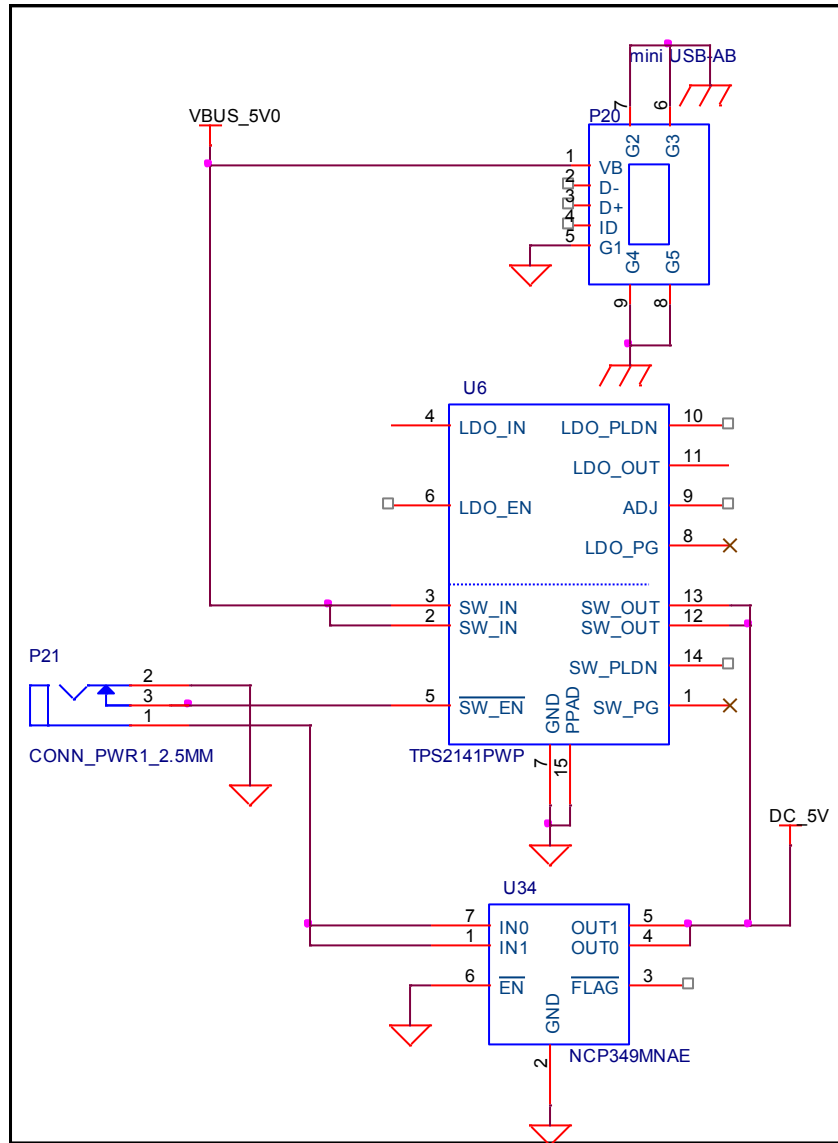 mini USB-AB
7 6
VBUS_5V0
P20
G2 G3
1 VB
2 D-
3 D+
4 ID
5 G1
G4 G5
9 8
U6
4 LDO_IN LDO_PLDN 10
LDO_OUT 11
6 LDO_EN ADJ 9
LDO_PG 8
3 SW_IN SW_OUT 13
2 SW_IN SW_OUT 12
P21
2 SW_PLDN 14
3 5 SW_EN SW_PG 1
1 GND PPAD
CONN_PWR1_2.5MM TPS2141PWP 7 15
DC_5V
U34
7 IN0 OUT1 5
1 IN1 OUT0 4
6 EN FLAG 3
GND
2 NCP349MNAE